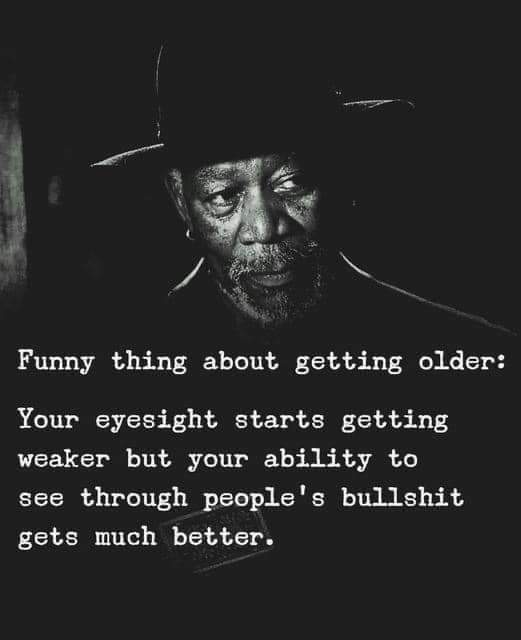 Funny thing about getting older:
Your eyesight starts getting
weaker but your ability to
see through people's bullshit
gets much better.